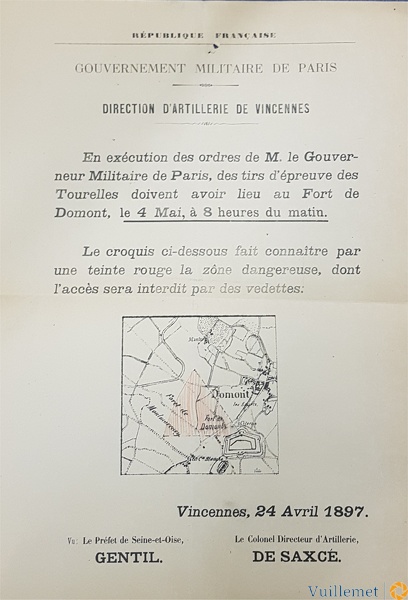 RÉPUBLIQUE FRANÇAISE
GOUVERNEMENT MILITAIRE DE PARIS
DIRECTION D'ARTILLERIE DE VINCENNES
En exécution des ordres de M. le Gouver-
neur Militaire de Paris, des tirs d'épreuve des
Tourelles doivent avoir lieu au Fort de
Domont, le 4 Mai, à 8 heures du matin.
Le croquis ci-dessous fait connaître par
une teinte rouge la zône dangereuse, dont
l'accès sera interdit par des vedettes:
Domont
Forêt de
Montmorency
Fort de
Domont
Vincennes, 24 Avril 1897.
Vu: Le Préfet de Seine-et-Oise,
GENTIL.
Le Colonel Directeur d'Artillerie,
DE SAXCÉ.
Vuillemet